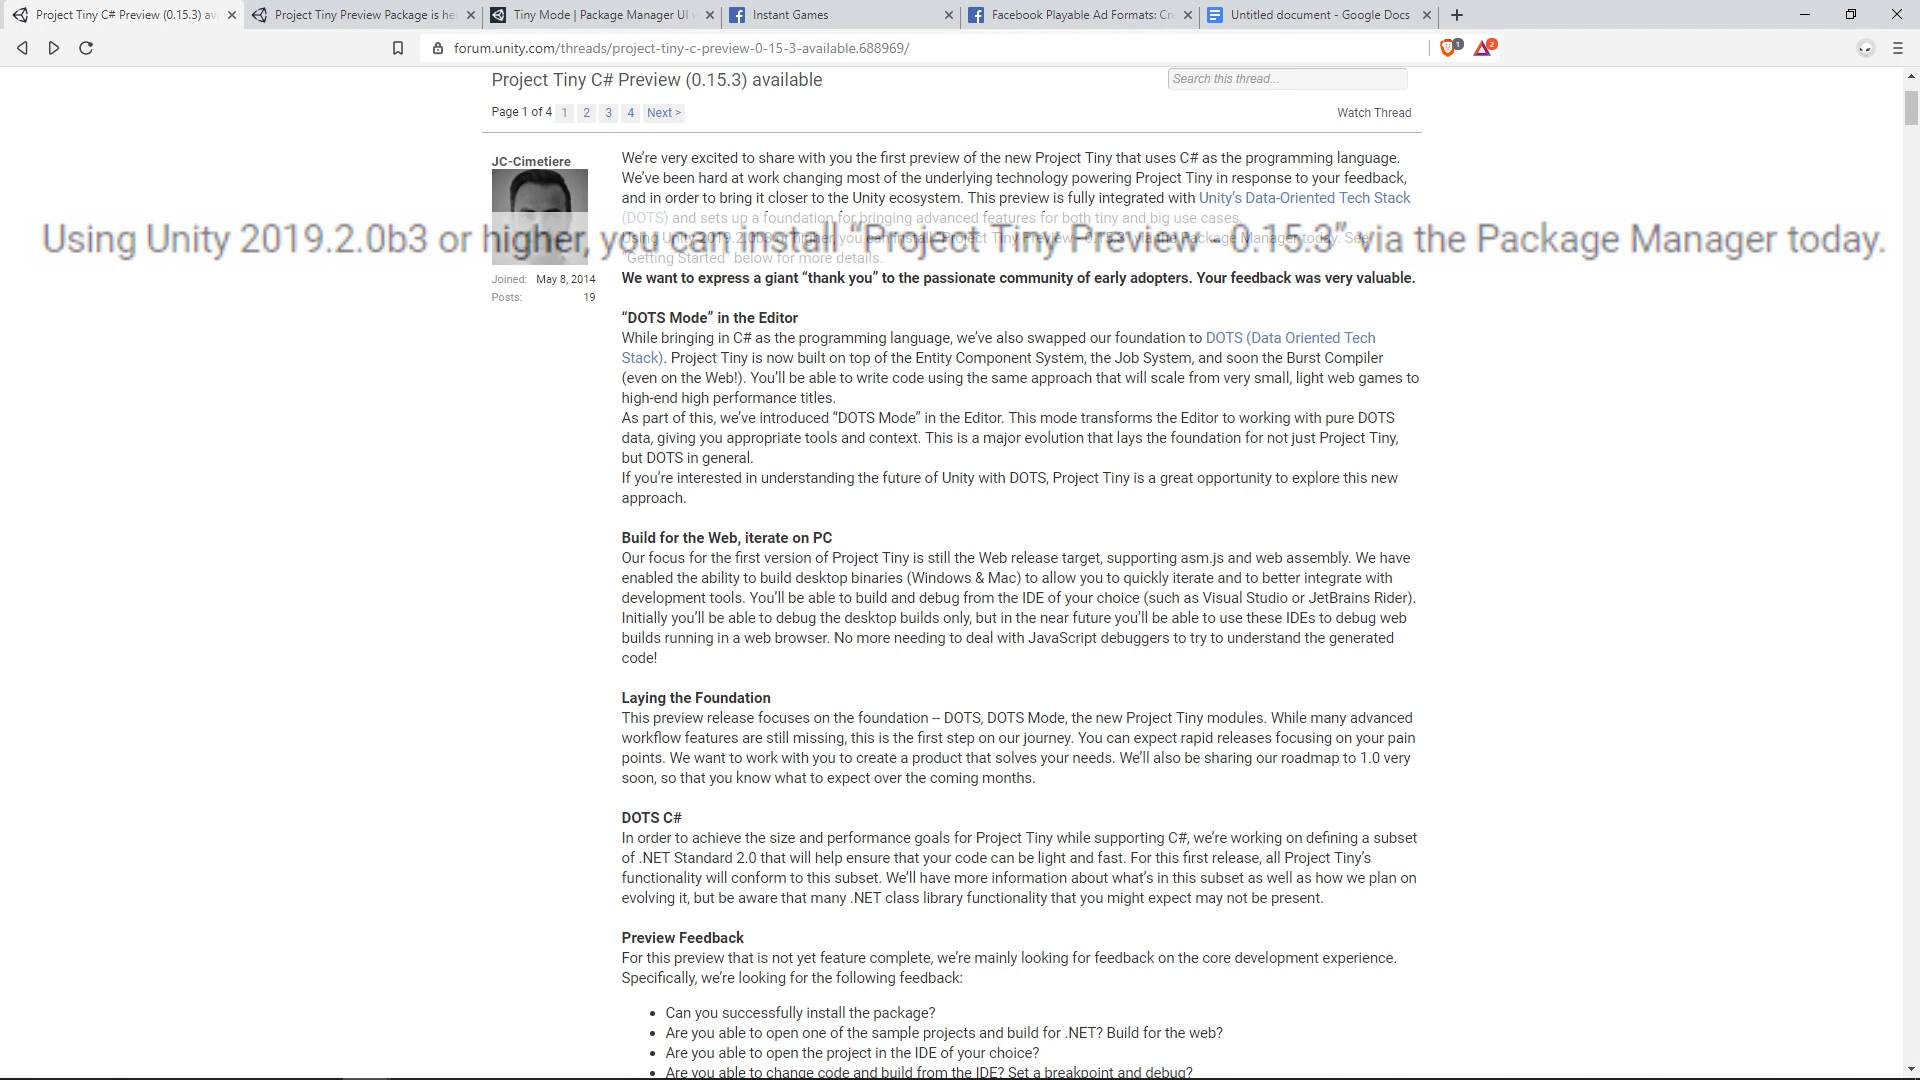 Project Tiny C# Preview (0.15.3) av
Project Tiny Preview Package is he
Tiny Mode | Package Manager UI w
Instant Games
Facebook Playable Ad Formats: Cre
Untitled document - Google Docs
forum.unity.com/threads/project-tiny-c-preview-0-15-3-available.688969/
1
2
Project Tiny C# Preview (0.15.3) available
Search this thread...
Page 1 of 4 1 2 3 4 Next >
Watch Thread
JC-Cimetiere
Joined: May 8, 2014
Posts: 19
We’re very excited to share with you the first preview of the new Project Tiny that uses C# as the programming language.
We’ve been hard at work changing most of the underlying technology powering Project Tiny in response to your feedback,
and in order to bring it closer to the Unity ecosystem. This preview is fully integrated with Unity’s Data-Oriented Tech Stack
(DOTS) and sets up a foundation for bringing advanced features for both tiny and big use cases.
Using Unity 2019.2.0b3 or higher, you can install “Project Tiny Preview - 0.15.3” via the Package Manager today. See
“Getting Started” below for more details.
Using Unity 2019.2.0b3 or higher, you can install “Project Tiny Preview - 0.15.3” via the Package Manager today.
We want to express a giant “thank you” to the passionate community of early adopters. Your feedback was very valuable.
“DOTS Mode” in the Editor
While bringing in C# as the programming language, we’ve also swapped our foundation to DOTS (Data Oriented Tech
Stack). Project Tiny is now built on top of the Entity Component System, the Job System, and soon the Burst Compiler
(even on the Web!). You’ll be able to write code using the same approach that will scale from very small, light web games to
high-end high performance titles.
As part of this, we’ve introduced “DOTS Mode” in the Editor. This mode transforms the Editor to working with pure DOTS
data, giving you appropriate tools and context. This is a major evolution that lays the foundation for not just Project Tiny,
but DOTS in general.
If you’re interested in understanding the future of Unity with DOTS, Project Tiny is a great opportunity to explore this new
approach.
Build for the Web, iterate on PC
Our focus for the first version of Project Tiny is still the Web release target, supporting asm.js and web assembly. We have
enabled the ability to build desktop binaries (Windows & Mac) to allow you to quickly iterate and to better integrate with
development tools. You’ll be able to build and debug from the IDE of your choice (such as Visual Studio or JetBrains Rider).
Initially you’ll be able to debug the desktop builds only, but in the near future you’ll be able to use these IDEs to debug web
builds running in a web browser. No more needing to deal with JavaScript debuggers to try to understand the generated
code!
Laying the Foundation
This preview release focuses on the foundation -- DOTS, DOTS Mode, the new Project Tiny modules. While many advanced
workflow features are still missing, this is the first step on our journey. You can expect rapid releases focusing on your pain
points. We want to work with you to create a product that solves your needs. We’ll also be sharing our roadmap to 1.0 very
soon, so that you know what to expect over the coming months.
DOTS C#
In order to achieve the size and performance goals for Project Tiny while supporting C#, we’re working on defining a subset
of .NET Standard 2.0 that will help ensure that your code can be light and fast. For this first release, all Project Tiny’s
functionality will conform to this subset. We’ll have more information about what’s in this subset as well as how we plan on
evolving it, but be aware that many .NET class library functionality that you might expect may not be present.
Preview Feedback
For this preview that is not yet feature complete, we’re mainly looking for feedback on the core development experience.
Specifically, we’re looking for the following feedback:
• Can you successfully install the package?
• Are you able to open one of the sample projects and build for .NET? Build for the web?
• Are you able to open the project in the IDE of your choice?
• Are you able to change code and build from the IDE? Set a breakpoint and debug?